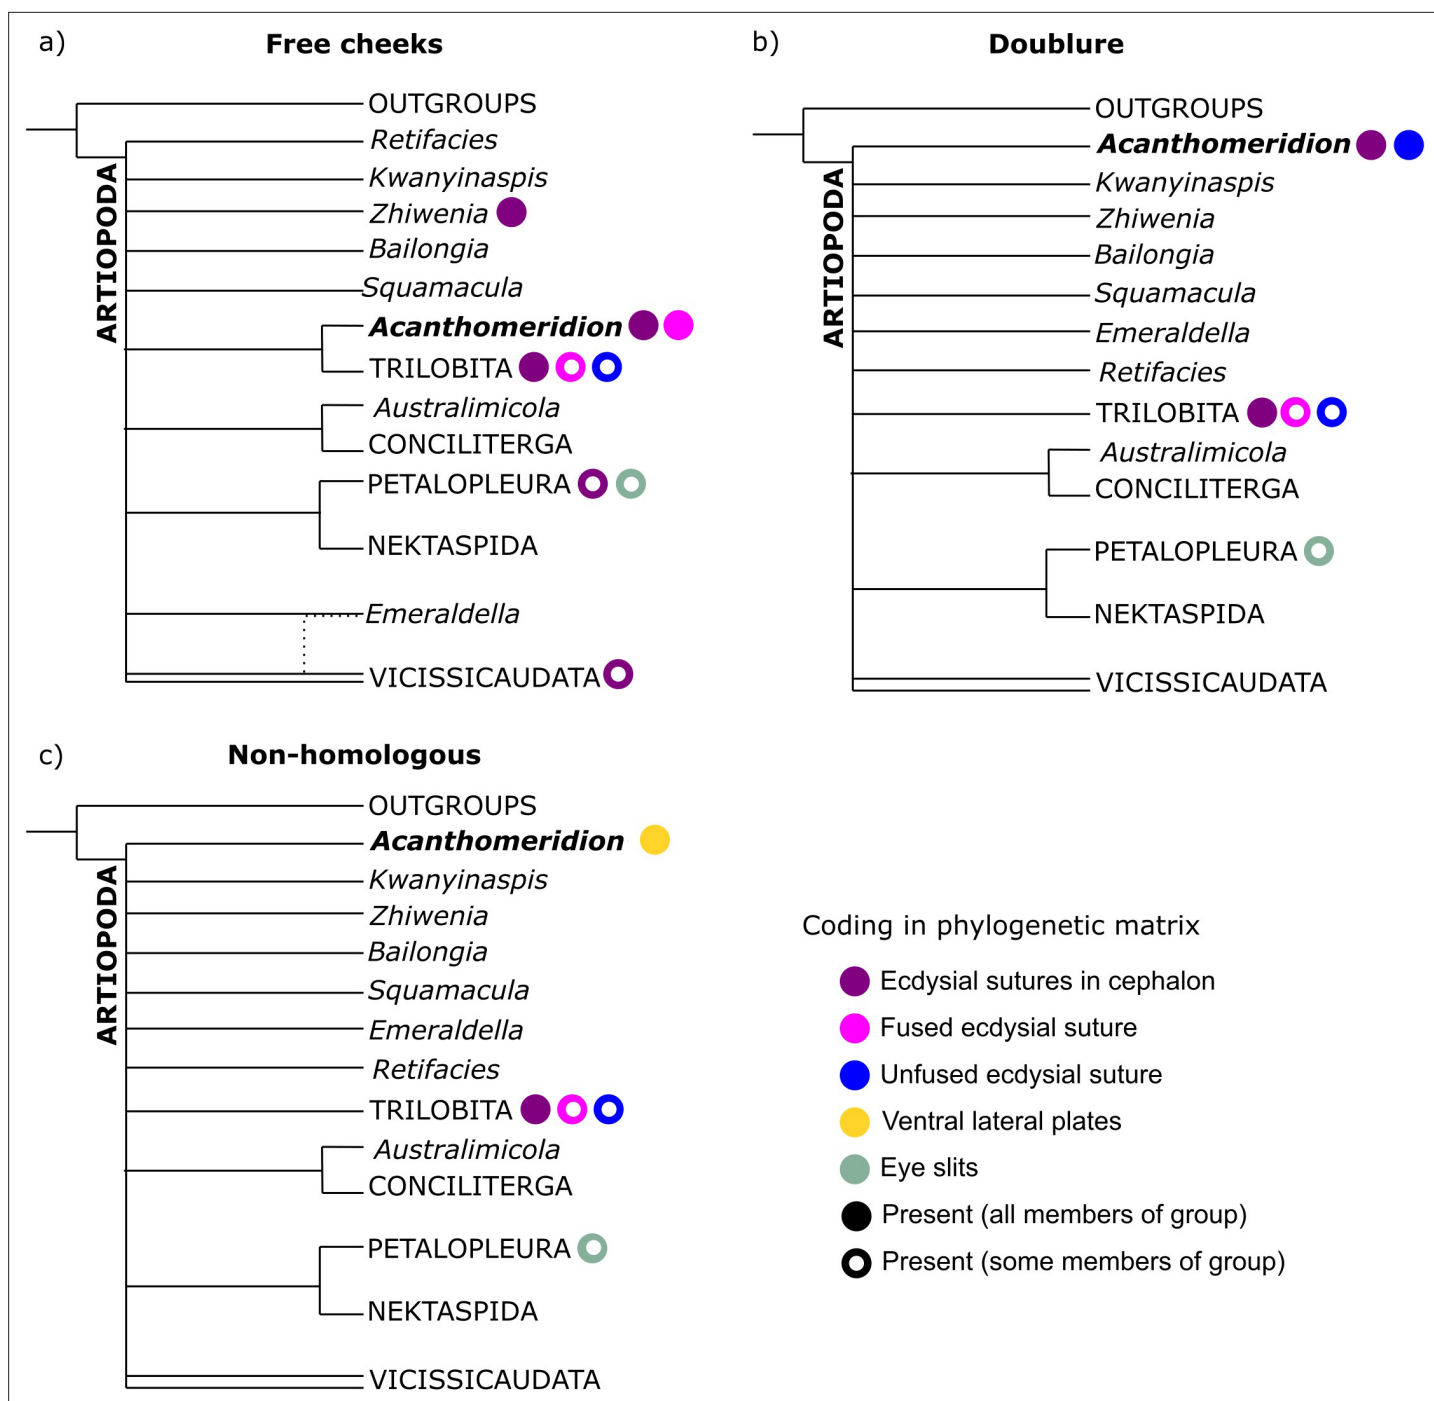 a)
Free cheeks
OUTGROUPS
Retifacies
Kwanyinaspis
Zhiwenia
Bailongia
Squamacula
Acanthomeridion
TRILOBITA
Australimicola
CONCILITERGA
PETALOPLEURA
NEKTASPIDA
Emeraldella
VICISSICAUDATA
ARTIOPODA
b)
Doublure
OUTGROUPS
Acanthomeridion
Kwanyinaspis
Zhiwenia
Bailongia
Squamacula
Emeraldella
Retifacies
TRILOBITA
Australimicola
CONCILITERGA
PETALOPLEURA
NEKTASPIDA
VICISSICAUDATA
ARTIOPODA
c)
Non-homologous
OUTGROUPS
Acanthomeridion
Kwanyinaspis
Zhiwenia
Bailongia
Squamacula
Emeraldella
Retifacies
TRILOBITA
Australimicola
CONCILITERGA
PETALOPLEURA
NEKTASPIDA
VICISSICAUDATA
ARTIOPODA
Coding in phylogenetic matrix
Ecdysial sutures in cephalon
Fused ecdysial suture
Unfused ecdysial suture
Ventral lateral plates
Eye slits
Present (all members of group)
Present (some members of group)